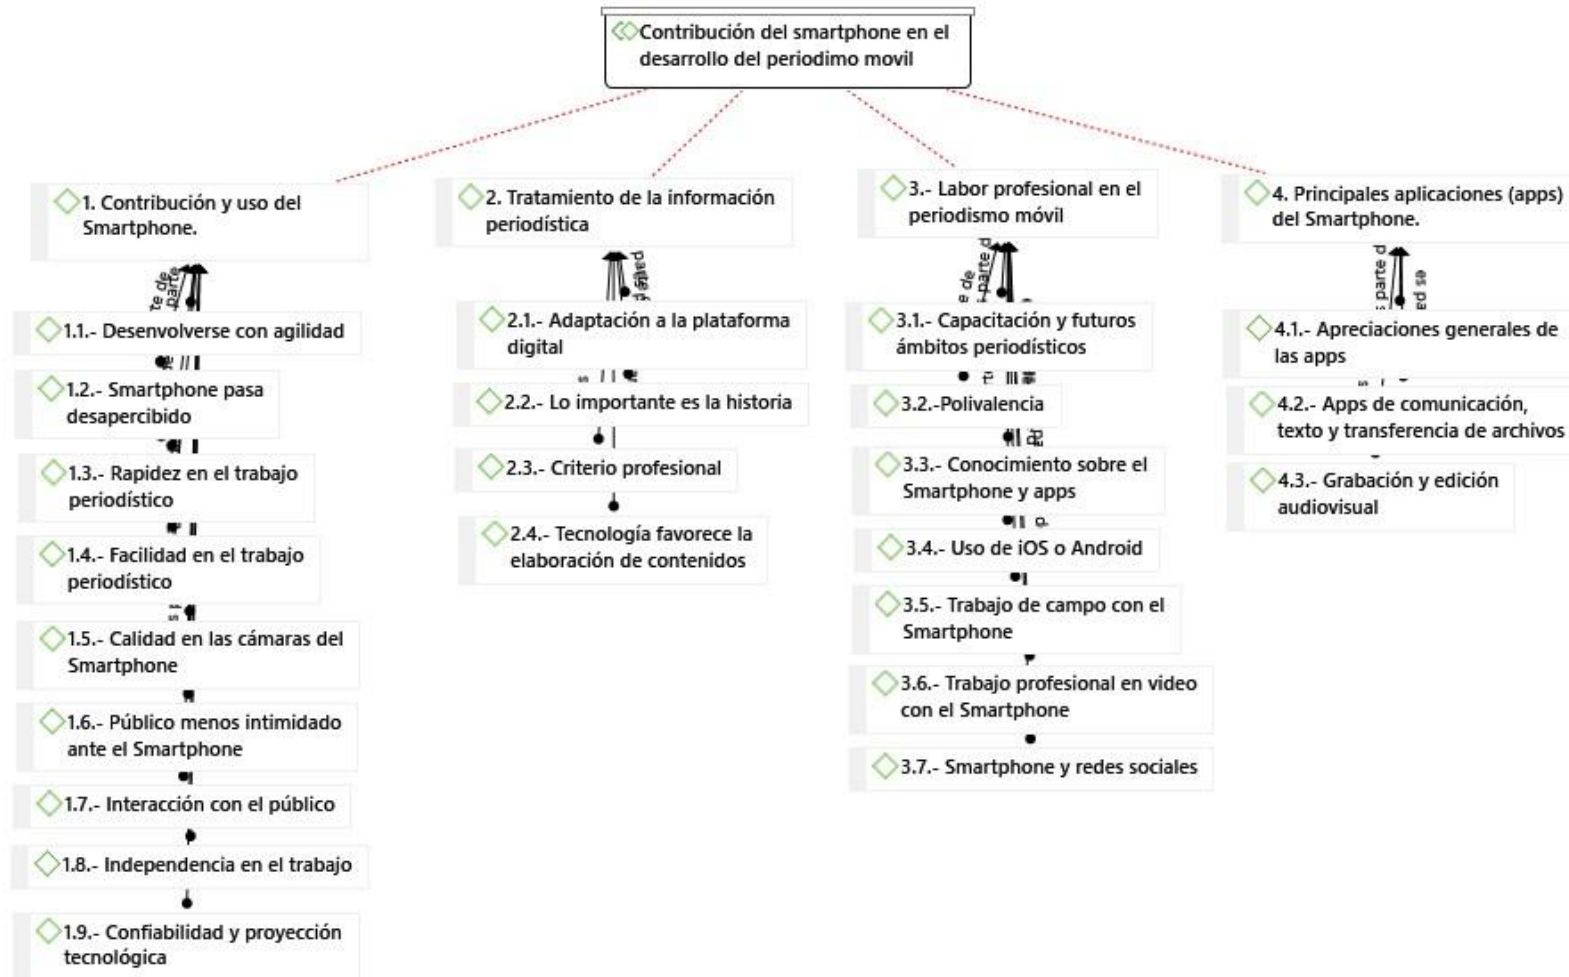 Contribución del smartphone en el
desarrollo del periodimo movil
1. Contribución y uso del
Smartphone.
1.1.- Desenvolverse con agilidad
1.2.- Smartphone pasa
desapercibido
1.3.- Rapidez en el trabajo
periodístico
1.4.- Facilidad en el trabajo
periodístico
1.5.- Calidad en las cámaras del
Smartphone
1.6.- Público menos intimidado
ante el Smartphone
1.7.- Interacción con el público
1.8.- Independencia en el trabajo
1.9.- Confiabilidad y proyección
tecnológica
2. Tratamiento de la información
periodística
2.1.- Adaptación a la plataforma
digital
2.2.- Lo importante es la historia
2.3.- Criterio profesional
2.4.- Tecnología favorece la
elaboración de contenidos
3.- Labor profesional en el
periodismo móvil
3.1.- Capacitación y futuros
ámbitos periodísticos
3.2.-Polivalencia
3.3.- Conocimiento sobre el
Smartphone y apps
3.4.- Uso de iOS o Android
3.5.- Trabajo de campo con el
Smartphone
3.6.- Trabajo profesional en video
con el Smartphone
3.7.- Smartphone y redes sociales
4. Principales aplicaciones (apps)
del Smartphone.
parte d
es pa
4.1.- Apreciaciones generales de
las apps
4.2.- Apps de comunicación,
texto y transferencia de archivos
4.3.- Grabación y edición
audiovisual